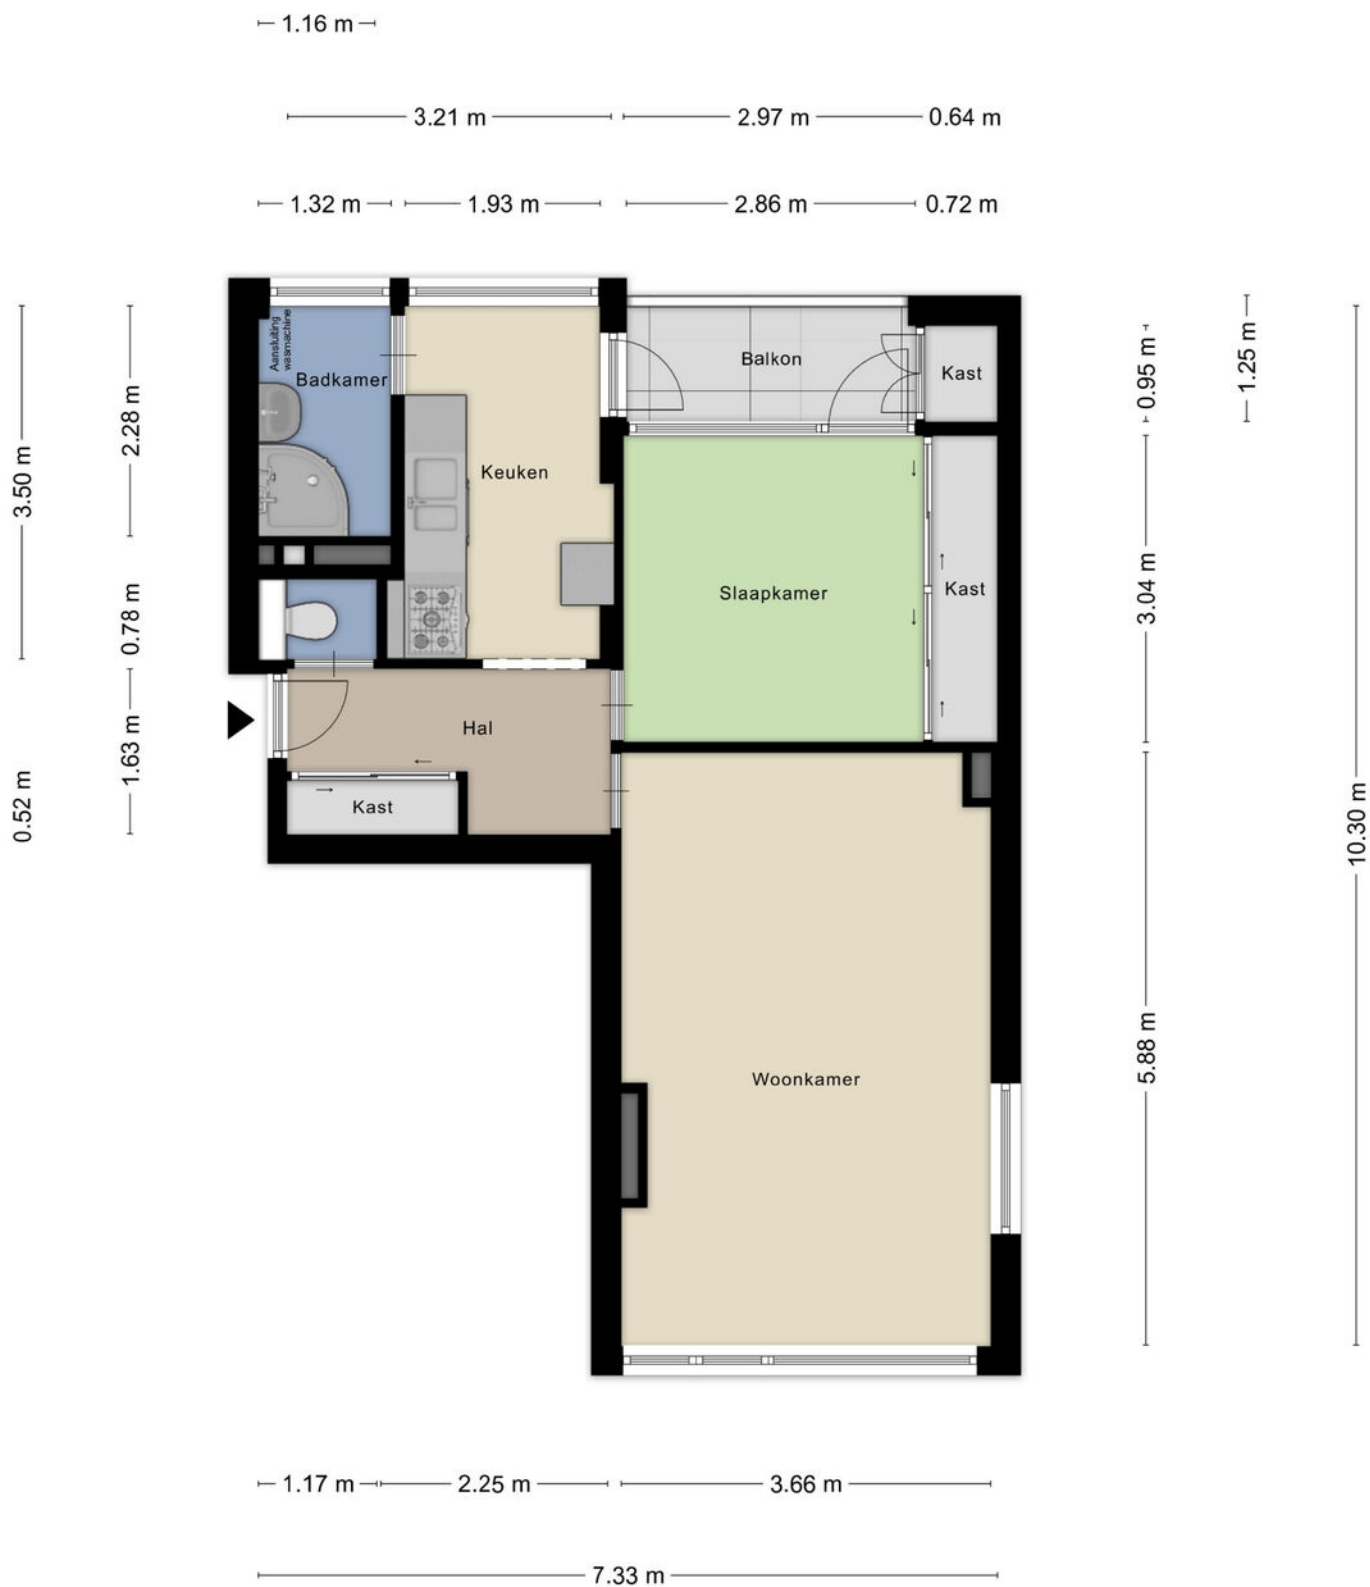 1.16 m
3.21 m
2.97 m
0.64 m
1.32 m
1.93 m
2.86 m
0.72 m
Aansluiting
wasmachine
Badkamer
Keuken
Balkon
Kast
Slaapkamer
Kast
Hal
Kast
Woonkamer
3.50 m
0.52 m
2.28 m
0.78 m
1.63 m
0.95 m
3.04 m
5.88 m
1.25 m
10.30 m
1.17 m
2.25 m
3.66 m
7.33 m